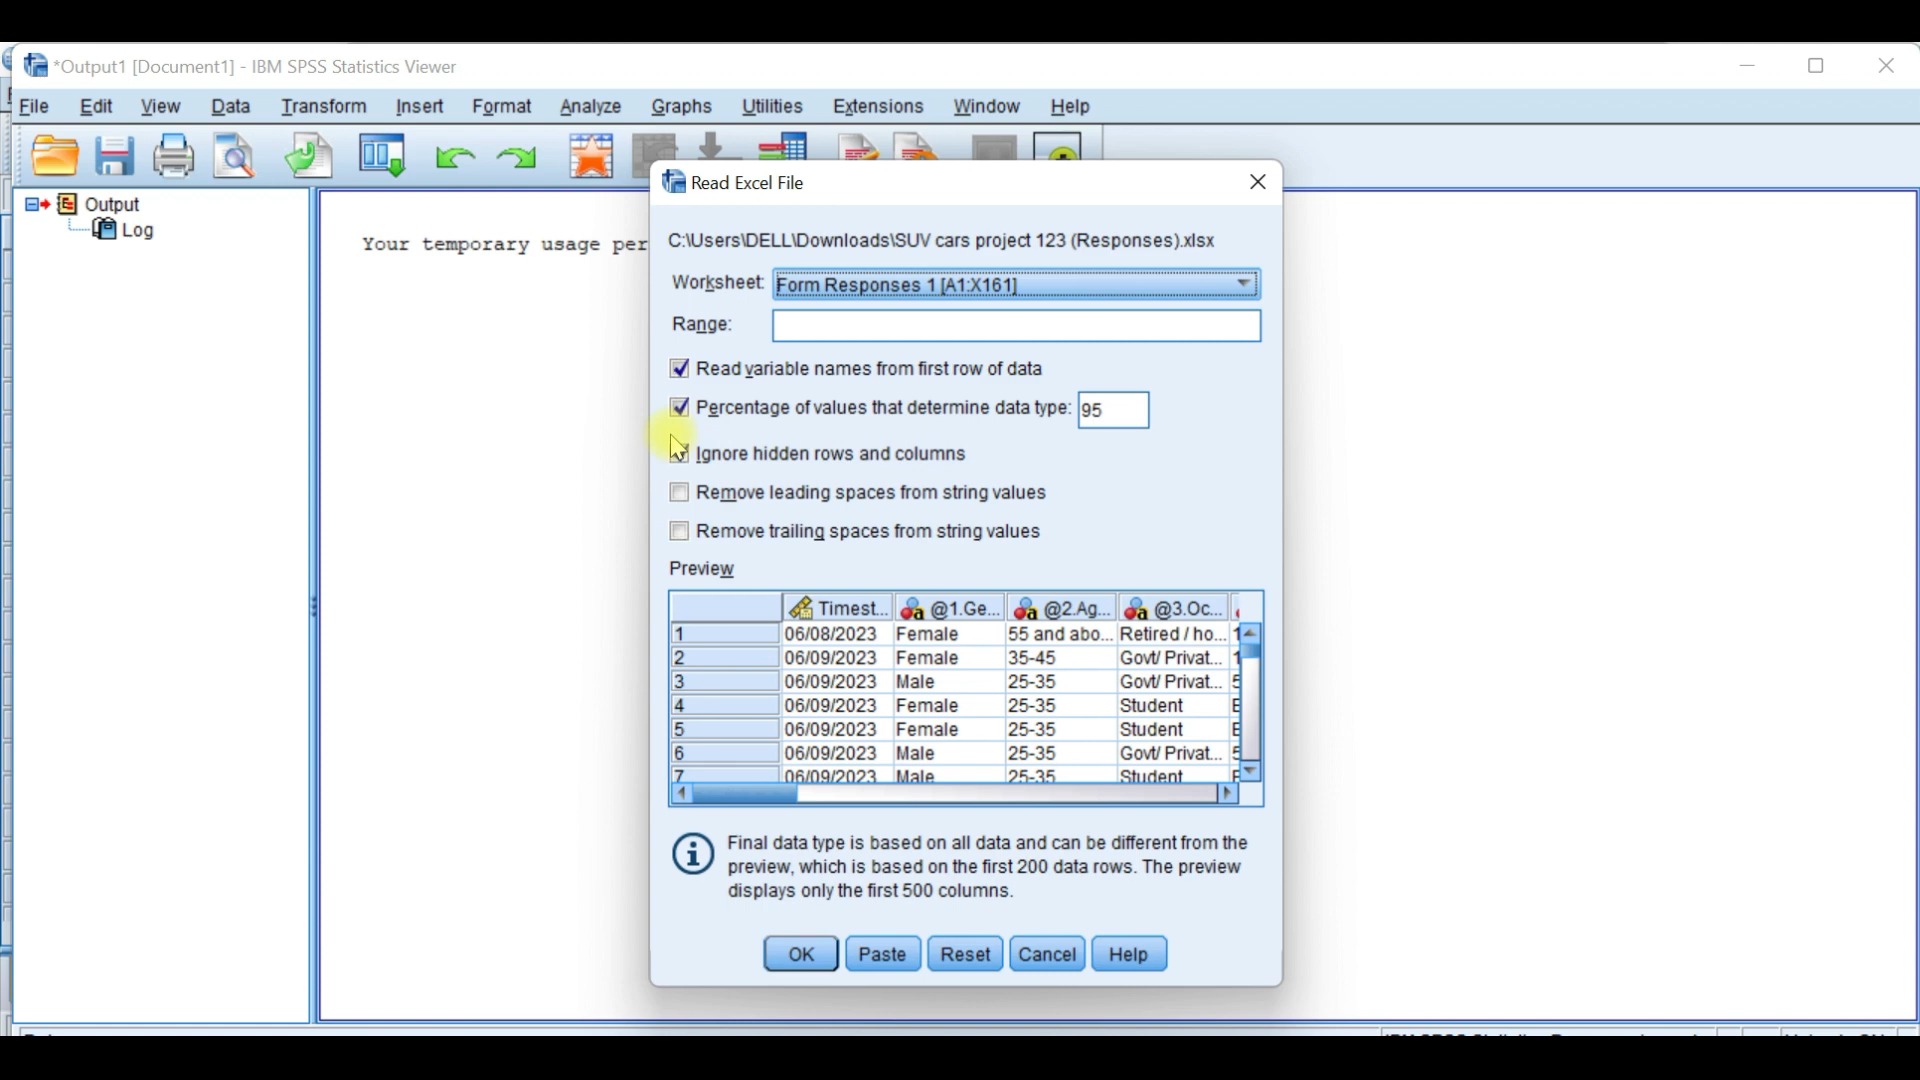 *Output1 [Document1] - IBM SPSS Statistics Viewer
File Edit View Data Transform Insert Format Analyze Graphs Utilities Extensions Window Help
Output
Log
Your temporary usage per
Read Excel File
C:\Users\DELL\Downloads\SUV cars project 123 (Responses).xlsx
Worksheet: Form Responses 1 [A1:X161]
Range:
Read variable names from first row of data
Percentage of values that determine data type: 95
Ignore hidden rows and columns
Remove leading spaces from string values
Remove trailing spaces from string values
Preview
Timest... @1.Ge... @2.Ag... @3.Oc...
1 06/08/2023 Female 55 and abo... Retired / ho... 1
2 06/09/2023 Female 35-45 Govt/ Privat... 1
3 06/09/2023 Male 25-35 Govt/ Privat... 5
4 06/09/2023 Female 25-35 Student
5 06/09/2023 Female 25-35 Student
6 06/09/2023 Male 25-35 Govt/ Privat... 5
7 06/09/2023 Male 25-35 Student
Final data type is based on all data and can be different from the
preview, which is based on the first 200 data rows. The preview
displays only the first 500 columns.
OK Paste Reset Cancel Help